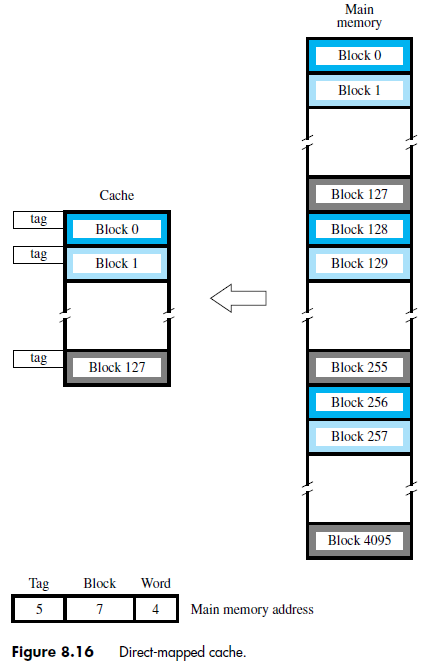 Main
memory
Block 0
Block 1
Block 127
Block 128
Block 129
Block 255
Block 256
Block 257
Block 4095
Cache
tag
Block 0
tag
Block 1
tag
Block 127
Tag Block Word
5 7 4 Main memory address
Figure 8.16 Direct-mapped cache.